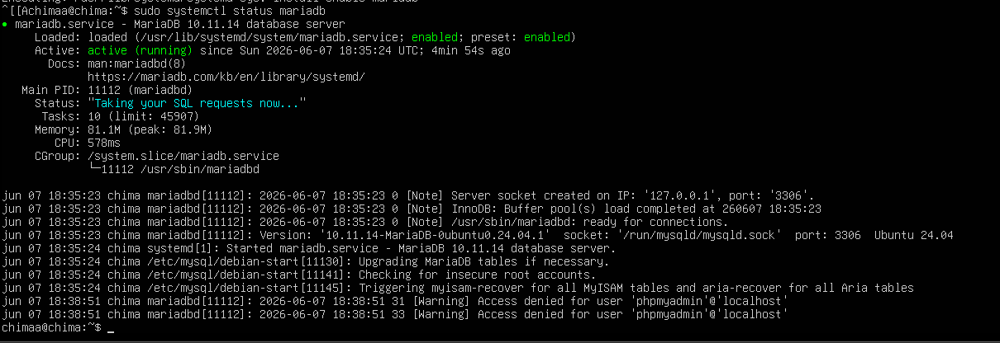 ^[[Achimaa@chima:~$ sudo systemctl status mariadb
● mariadb.service - MariaDB 10.11.14 database server
     Loaded: loaded (/usr/lib/systemd/system/mariadb.service; enabled; preset: enabled)
     Active: active (running) since Sun 2026-06-07 18:35:24 UTC; 4min 54s ago
       Docs: man:mariadbd(8)
             https://mariadb.com/kb/en/library/systemd/
   Main PID: 11112 (mariadbd)
     Status: "Taking your SQL requests now..."
      Tasks: 10 (limit: 45907)
     Memory: 81.1M (peak: 81.9M)
        CPU: 578ms
     CGroup: /system.slice/mariadb.service
             └─11112 /usr/sbin/mariadbd

jun 07 18:35:23 chima mariadbd[11112]: 2026-06-07 18:35:23 0 [Note] Server socket created on IP: '127.0.0.1', port: '3306'.
jun 07 18:35:23 chima mariadbd[11112]: 2026-06-07 18:35:23 0 [Note] InnoDB: Buffer pool(s) load completed at 260607 18:35:23
jun 07 18:35:23 chima mariadbd[11112]: 2026-06-07 18:35:23 0 [Note] /usr/sbin/mariadbd: ready for connections.
jun 07 18:35:23 chima mariadbd[11112]: Version: '10.11.14-MariaDB-0ubuntu0.24.04.1'  socket: '/run/mysqld/mysqld.sock'  port: 3306  Ubuntu 24.04
jun 07 18:35:24 chima systemd[1]: Started mariadb.service - MariaDB 10.11.14 database server.
jun 07 18:35:24 chima /etc/mysql/debian-start[11130]: Upgrading MariaDB tables if necessary.
jun 07 18:35:24 chima /etc/mysql/debian-start[11141]: Checking for insecure root accounts.
jun 07 18:35:24 chima /etc/mysql/debian-start[11145]: Triggering myisam-recover for all MyISAM tables and aria-recover for all Aria tables
jun 07 18:38:51 chima mariadbd[11112]: 2026-06-07 18:38:51 31 [Warning] Access denied for user 'phpmyadmin'@'localhost'
jun 07 18:38:51 chima mariadbd[11112]: 2026-06-07 18:38:51 33 [Warning] Access denied for user 'phpmyadmin'@'localhost'
chimaa@chima:~$ _